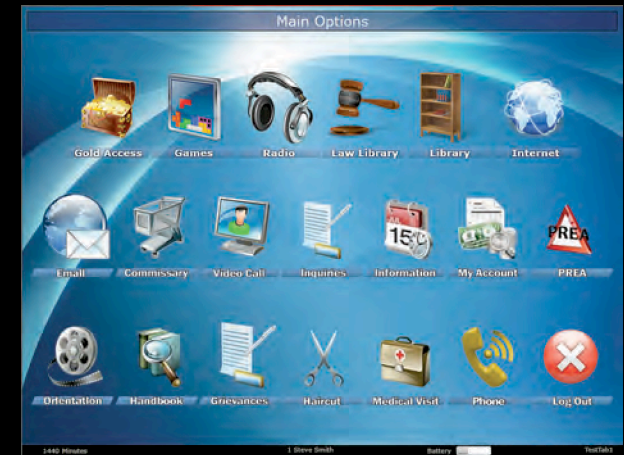 Main Options
Gold Access Games Radio Law Library Library Internet
15
PREA
Email Commissary Video Call Inquiries Information My Account PREA
Orientation Handbook Grievances Haircut Medical Visit Phone Log Out
1440 Minutes 1 Steve Smith Battery TestTab1